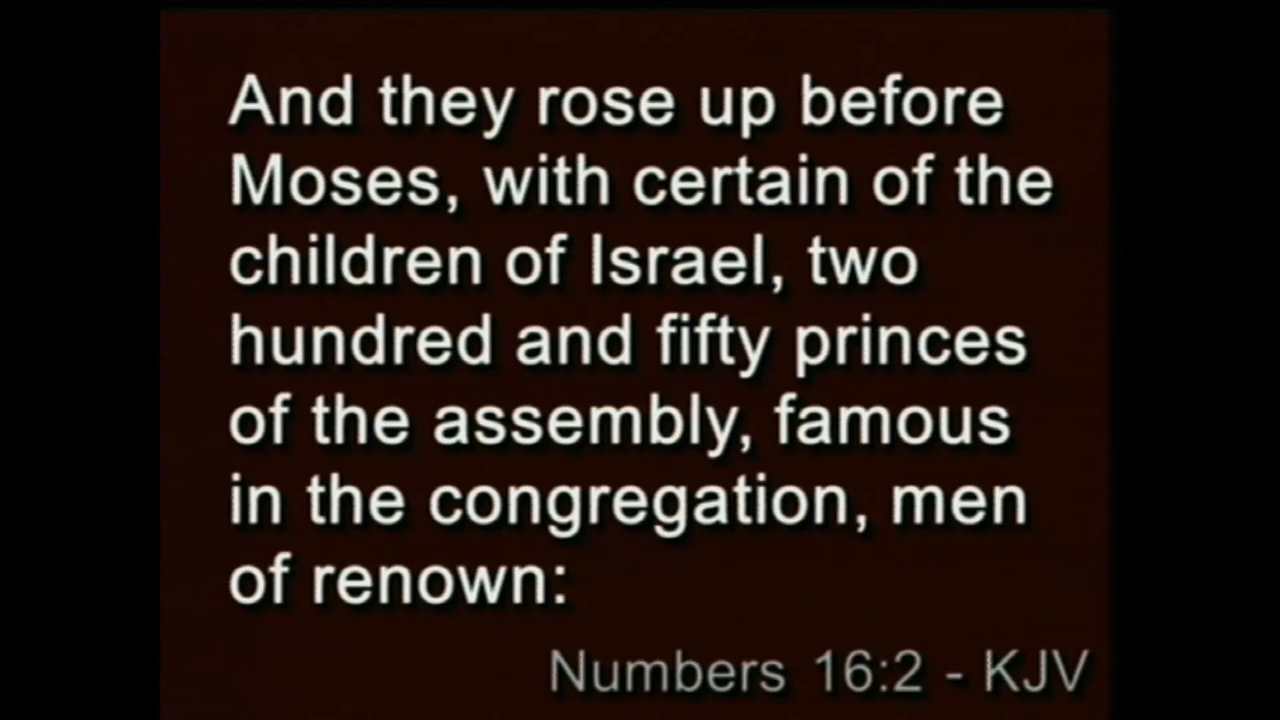 And they rose up before
Moses, with certain of the
children of Israel, two
hundred and fifty princes
of the assembly, famous
in the congregation, men
of renown:
Numbers 16:2 - KJV